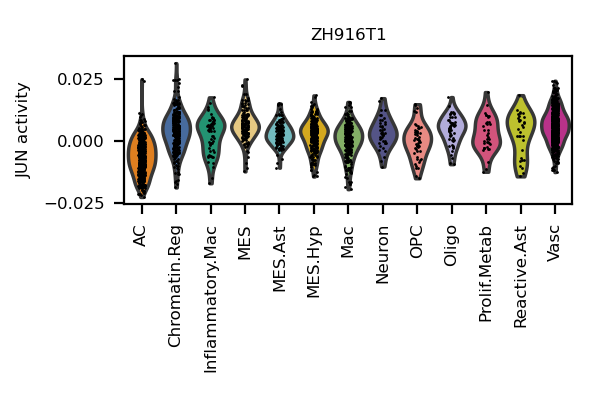 ZH916T1
JUN activity
0.025
0.000
−0.025
AC
Chromatin.Reg
Inflammatory.Mac
MES
MES.Ast
MES.Hyp
Mac
Neuron
OPC
Oligo
Prolif.Metab
Reactive.Ast
Vasc